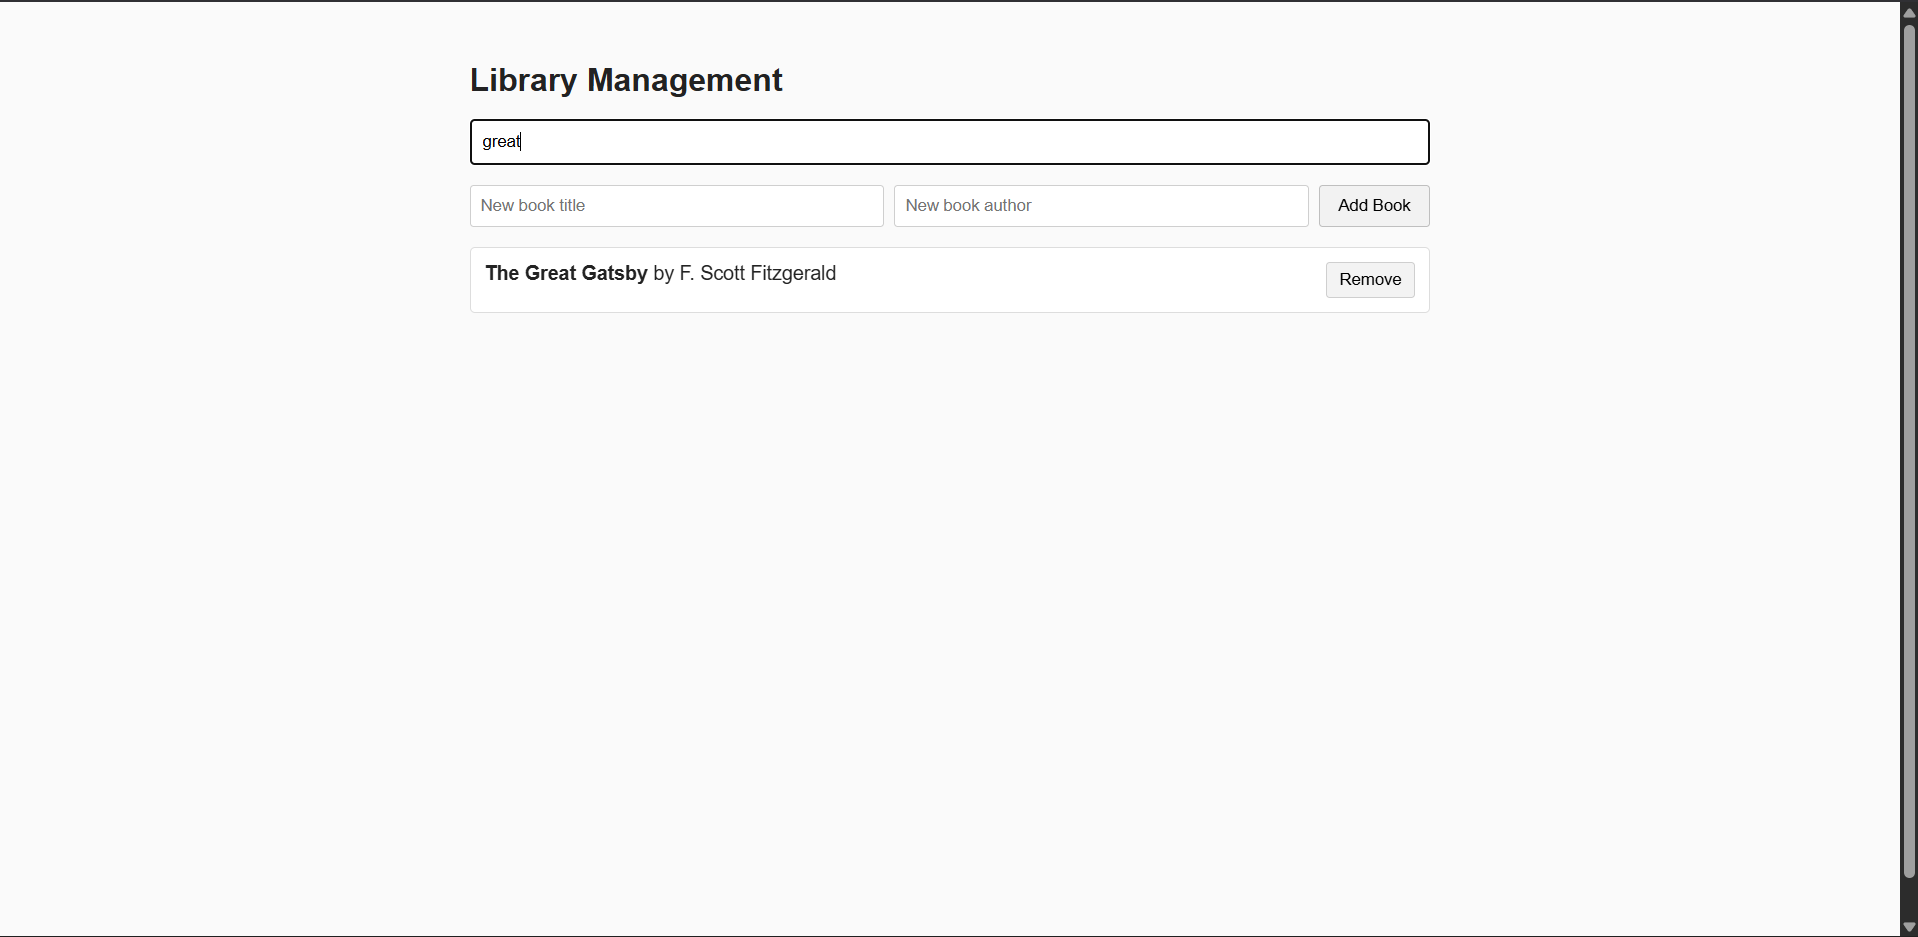 Library Management
great
New book title
New book author
Add Book
The Great Gatsby by F. Scott Fitzgerald
Remove